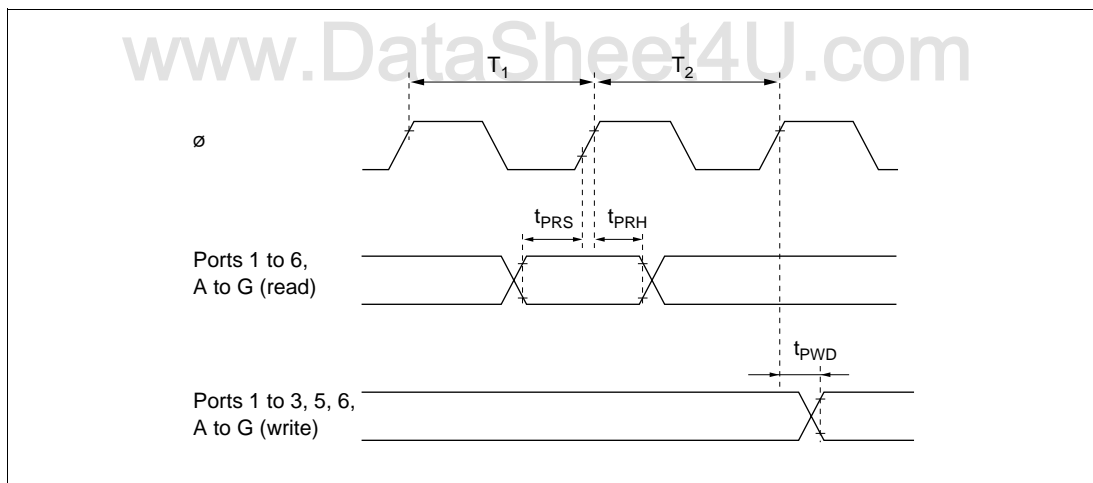 www.DataSheet4U.com
T1 T2
ø
tPRS tPRH
Ports 1 to 6,
A to G (read)
tPWD
Ports 1 to 3, 5, 6,
A to G (write)